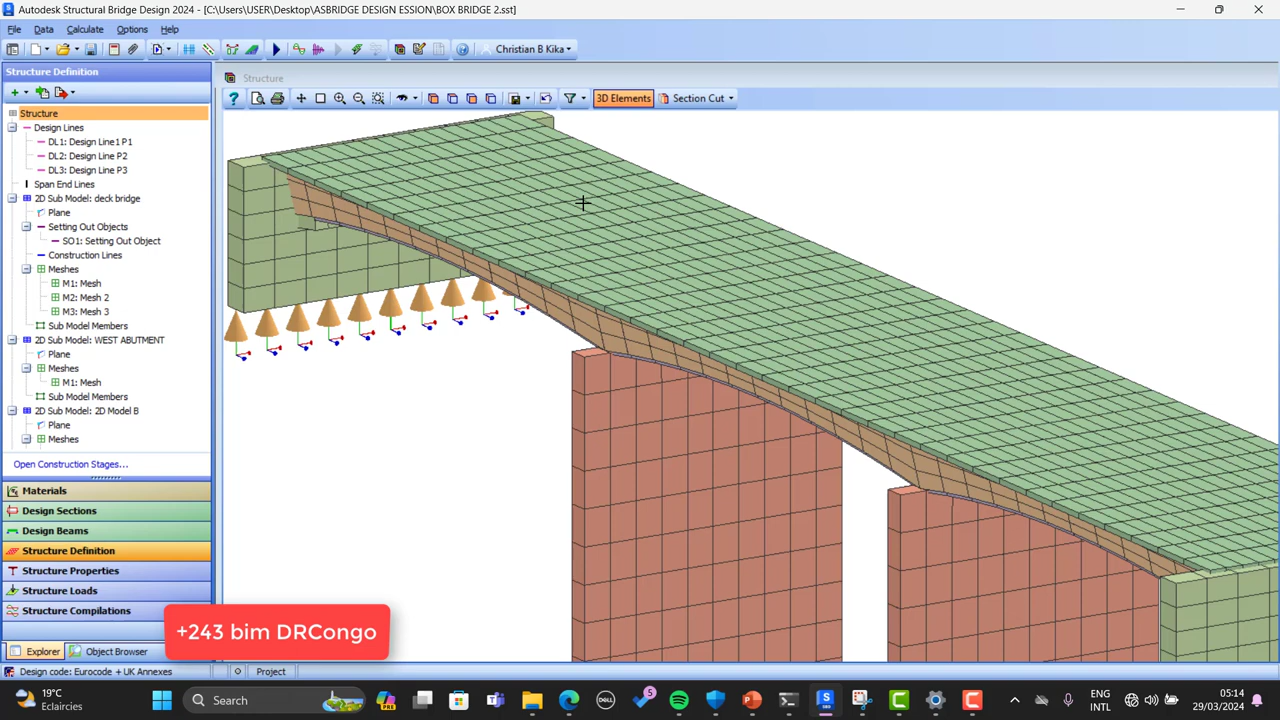 Autodesk Structural Bridge Design 2024 - [C:\Users\USER\Desktop\ASBRIDGE DESIGN ESSION\BOX BRIDGE 2.sst]
File Data Calculate Options Help
Christian B Kika
Structure Definition
Structure
3D Elements Section Cut
Structure
Design Lines
DL1: Design Line1 P1
DL2: Design Line P2
DL3: Design Line P3
Span End Lines
2D Sub Model: deck bridge
Plane
Setting Out Objects
SO1: Setting Out Object
Construction Lines
Meshes
M1: Mesh
M2: Mesh 2
M3: Mesh 3
Sub Model Members
2D Sub Model: WEST ABUTMENT
Plane
Meshes
M1: Mesh
Sub Model Members
2D Sub Model: 2D Model B
Plane
Meshes
Open Construction Stages...
Materials
Design Sections
Design Beams
Structure Definition
Structure Properties
Structure Loads
Structure Compilations
+243 bim DRCongo
Explorer Object Browser
Design code: Eurocode + UK Annexes Project
19°C
Eclaircies
Search
PRE
DELL
5
SBD
ENG
INTL
05:14
29/03/2024